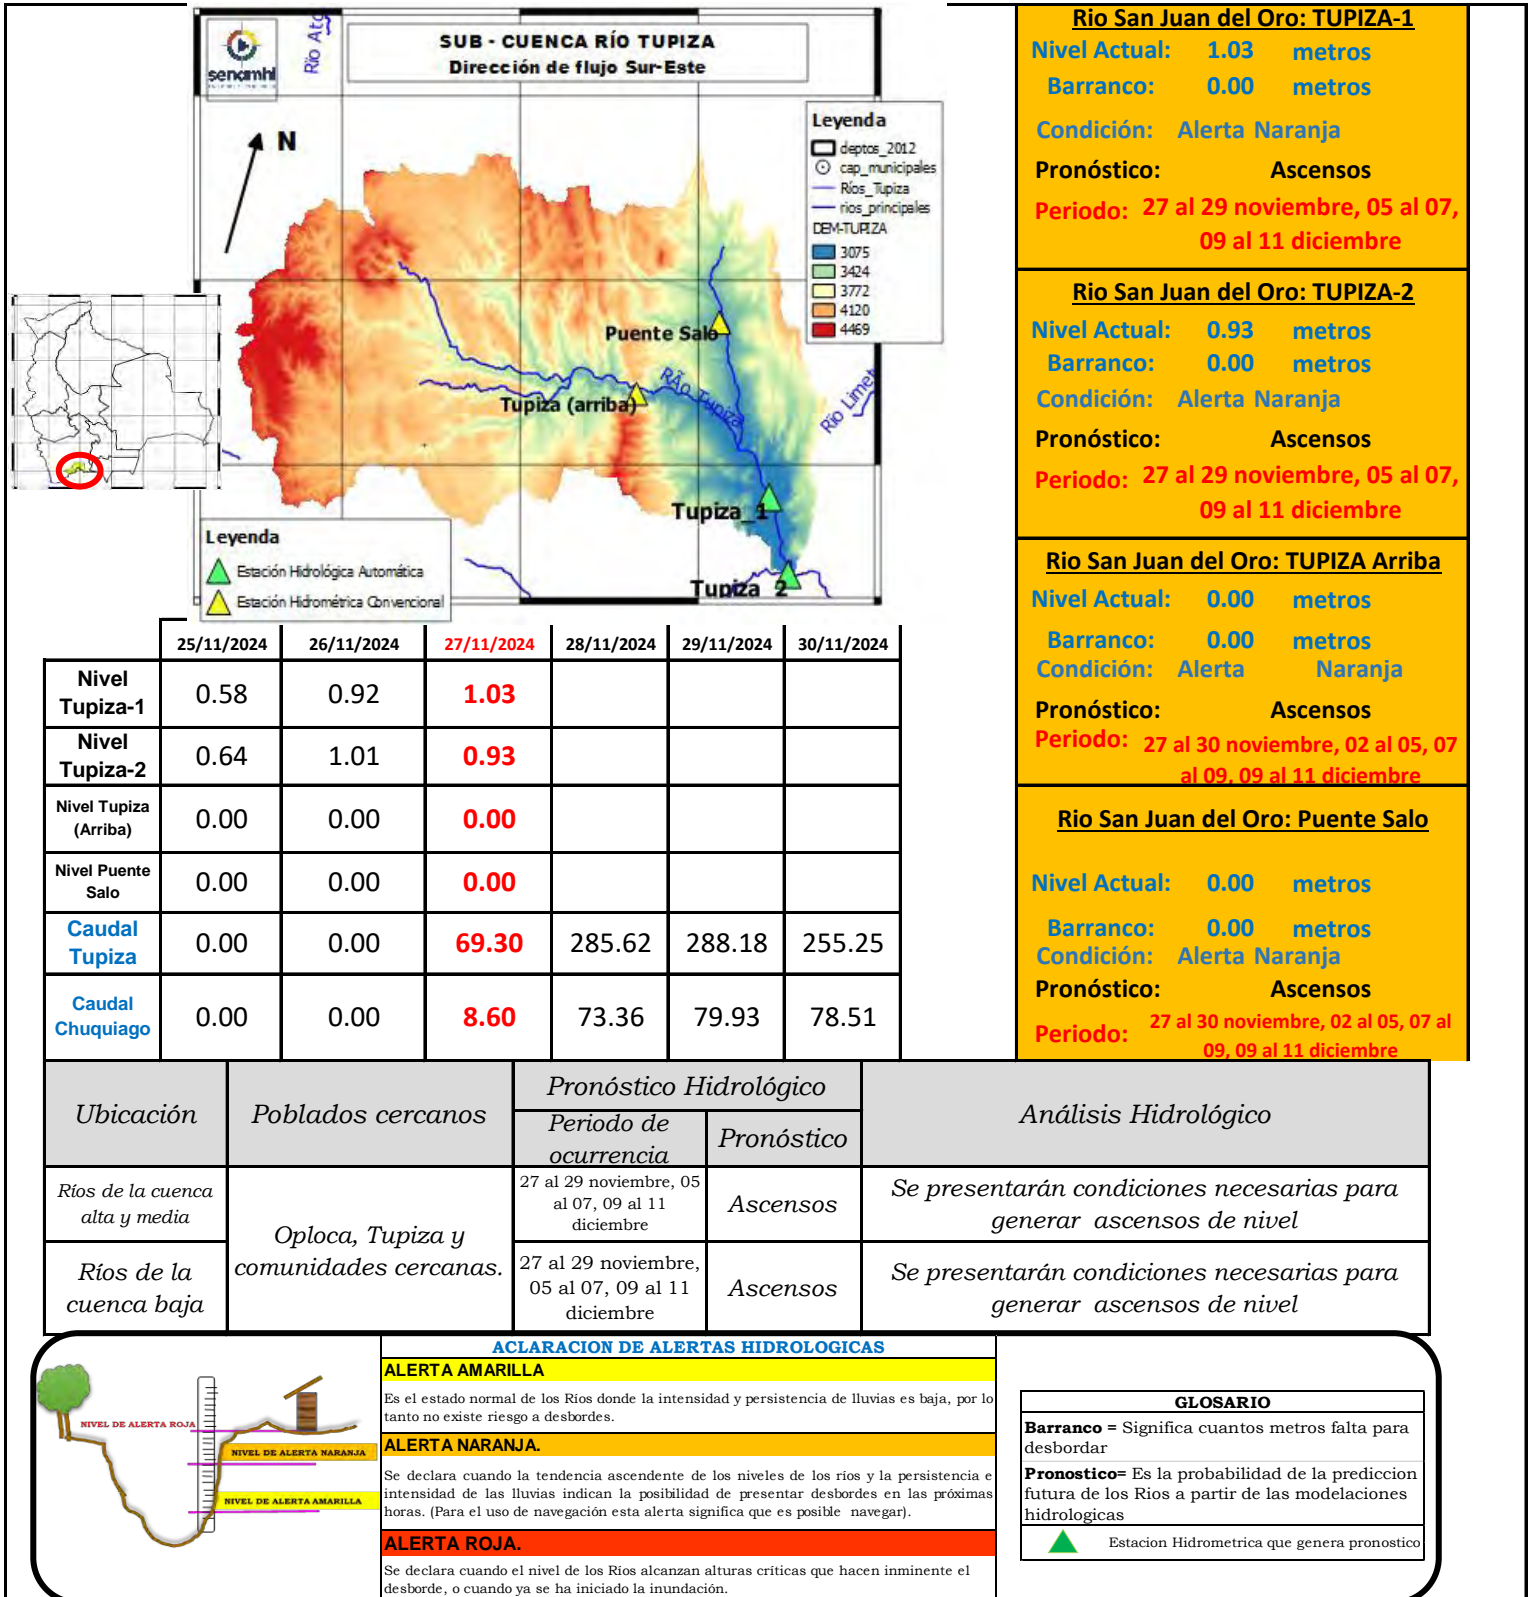 senamhi
Río Ato
SUB - CUENCA RÍO TUPIZA
Dirección de flujo Sur-Este
N
Leyenda
deptos_2012
cap_municipales
Ríos_Tupiza
rios_principales
DEM-TUPIZA
3075
3424
3772
4120
4469
Puente Salo
Tupiza (arriba)
RÃo Tupiza
Río Limet
Tupiza_1
Tupiza_2
Leyenda
Estación Hidrológica Automática
Estación Hidrométrica Convencional
Rio San Juan del Oro: TUPIZA-1
Nivel Actual: 1.03 metros
Barranco: 0.00 metros
Condición: Alerta Naranja
Pronóstico: Ascensos
Periodo: 27 al 29 noviembre, 05 al 07,
09 al 11 diciembre
Rio San Juan del Oro: TUPIZA-2
Nivel Actual: 0.93 metros
Barranco: 0.00 metros
Condición: Alerta Naranja
Pronóstico: Ascensos
Periodo: 27 al 29 noviembre, 05 al 07,
09 al 11 diciembre
Rio San Juan del Oro: TUPIZA Arriba
Nivel Actual: 0.00 metros
Barranco: 0.00 metros
Condición: Alerta Naranja
Pronóstico: Ascensos
Periodo: 27 al 30 noviembre, 02 al 05, 07
al 09, 09 al 11 diciembre
Rio San Juan del Oro: Puente Salo
Nivel Actual: 0.00 metros
Barranco: 0.00 metros
Condición: Alerta Naranja
Pronóstico: Ascensos
Periodo: 27 al 30 noviembre, 02 al 05, 07 al
09, 09 al 11 diciembre
25/11/2024 26/11/2024 27/11/2024 28/11/2024 29/11/2024 30/11/2024
Nivel
Tupiza-1 0.58 0.92 1.03
Nivel
Tupiza-2 0.64 1.01 0.93
Nivel Tupiza
(Arriba) 0.00 0.00 0.00
Nivel Puente
Salo 0.00 0.00 0.00
Caudal
Tupiza 0.00 0.00 69.30 285.62 288.18 255.25
Caudal
Chuquiago 0.00 0.00 8.60 73.36 79.93 78.51
Ubicación Poblados cercanos Pronóstico Hidrológico Análisis Hidrológico
Periodo de
ocurrencia Pronóstico
Ríos de la cuenca
alta y media
Oploca, Tupiza y
comunidades cercanas.
27 al 29 noviembre, 05
al 07, 09 al 11
diciembre
Ascensos
Se presentarán condiciones necesarias para
generar ascensos de nivel
Ríos de la
cuenca baja
27 al 29 noviembre,
05 al 07, 09 al 11
diciembre
Ascensos
Se presentarán condiciones necesarias para
generar ascensos de nivel
NIVEL DE ALERTA ROJA
NIVEL DE ALERTA NARANJA
NIVEL DE ALERTA AMARILLA
ACLARACION DE ALERTAS HIDROLOGICAS
ALERTA AMARILLA
Es el estado normal de los Ríos donde la intensidad y persistencia de lluvias es baja, por lo
tanto no existe riesgo a desbordes.
ALERTA NARANJA.
Se declara cuando la tendencia ascendente de los niveles de los ríos y la persistencia e
intensidad de las lluvias indican la posibilidad de presentar desbordes en las próximas
horas. (Para el uso de navegación esta alerta significa que es posible navegar).
ALERTA ROJA.
Se declara cuando el nivel de los Ríos alcanzan alturas críticas que hacen inminente el
desborde, o cuando ya se ha iniciado la inundación.
GLOSARIO
Barranco = Significa cuantos metros falta para
desbordar
Pronostico= Es la probabilidad de la prediccion
futura de los Rios a partir de las modelaciones
hidrologicas
Estacion Hidrometrica que genera pronostico